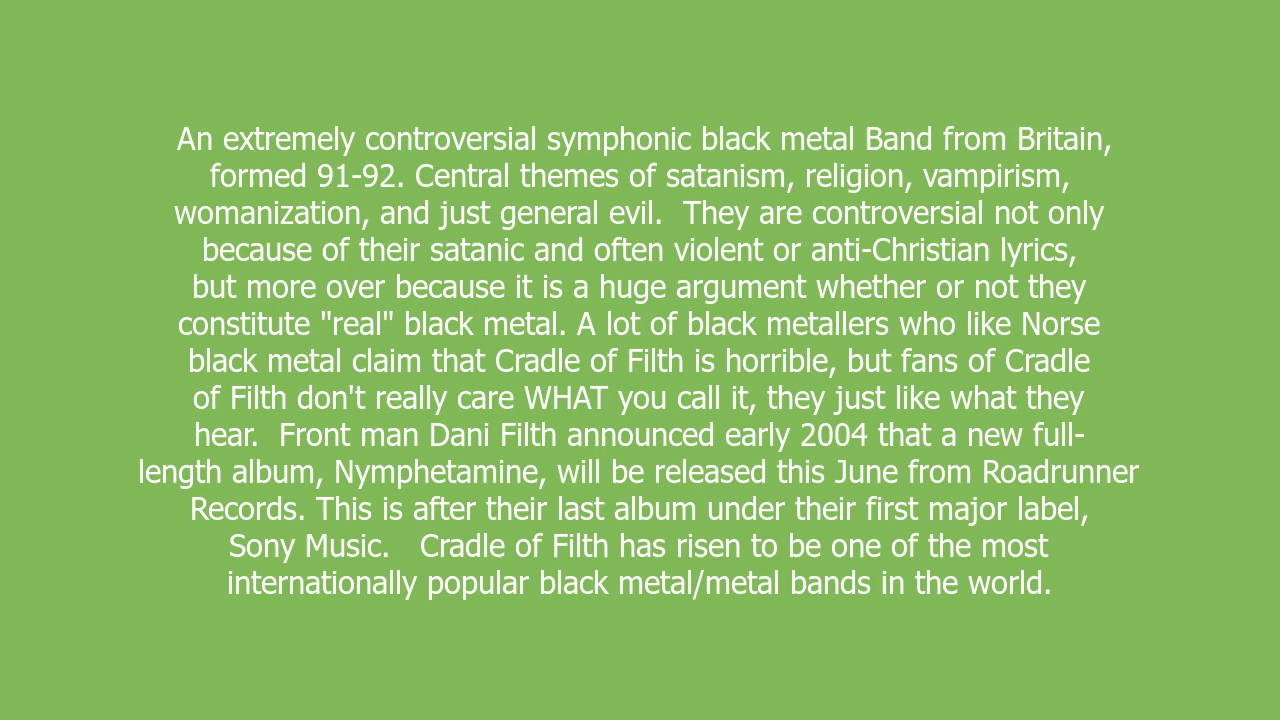 An extremely controversial symphonic black metal Band from Britain,
formed 91-92. Central themes of satanism, religion, vampirism,
womanization, and just general evil.  They are controversial not only
because of their satanic and often violent or anti-Christian lyrics,
but more over because it is a huge argument whether or not they
constitute "real" black metal. A lot of black metallers who like Norse
black metal claim that Cradle of Filth is horrible, but fans of Cradle
of Filth don't really care WHAT you call it, they just like what they
hear.  Front man Dani Filth announced early 2004 that a new full-
length album, Nymphetamine, will be released this June from Roadrunner
Records. This is after their last album under their first major label,
Sony Music.   Cradle of Filth has risen to be one of the most
internationally popular black metal/metal bands in the world.